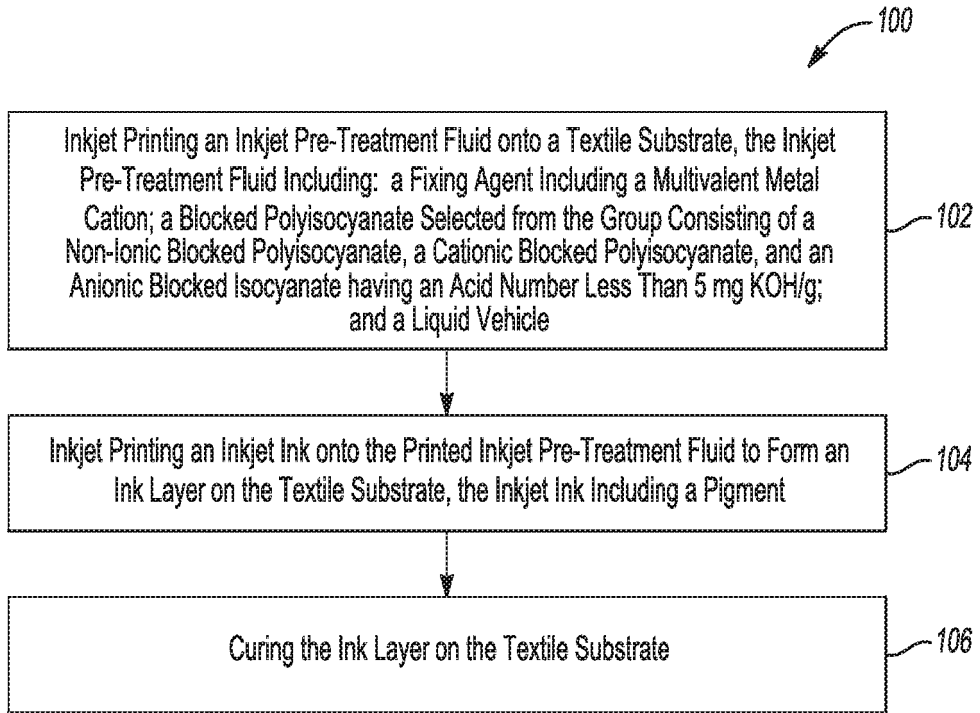 100
Inkjet Printing an Inkjet Pre-Treatment Fluid onto a Textile Substrate, the Inkjet
Pre-Treatment Fluid Including: a Fixing Agent Including a Multivalent Metal
Cation; a Blocked Polyisocyanate Selected from the Group Consisting of a
Non-Ionic Blocked Polyisocyanate, a Cationic Blocked Polyisocyanate, and an
Anionic Blocked Isocyanate having an Acid Number Less Than 5 mg KOH/g;
and a Liquid Vehicle
102
Inkjet Printing an Inkjet Ink onto the Printed Inkjet Pre-Treatment Fluid to Form an
Ink Layer on the Textile Substrate, the Inkjet Ink Including a Pigment
104
Curing the Ink Layer on the Textile Substrate
106